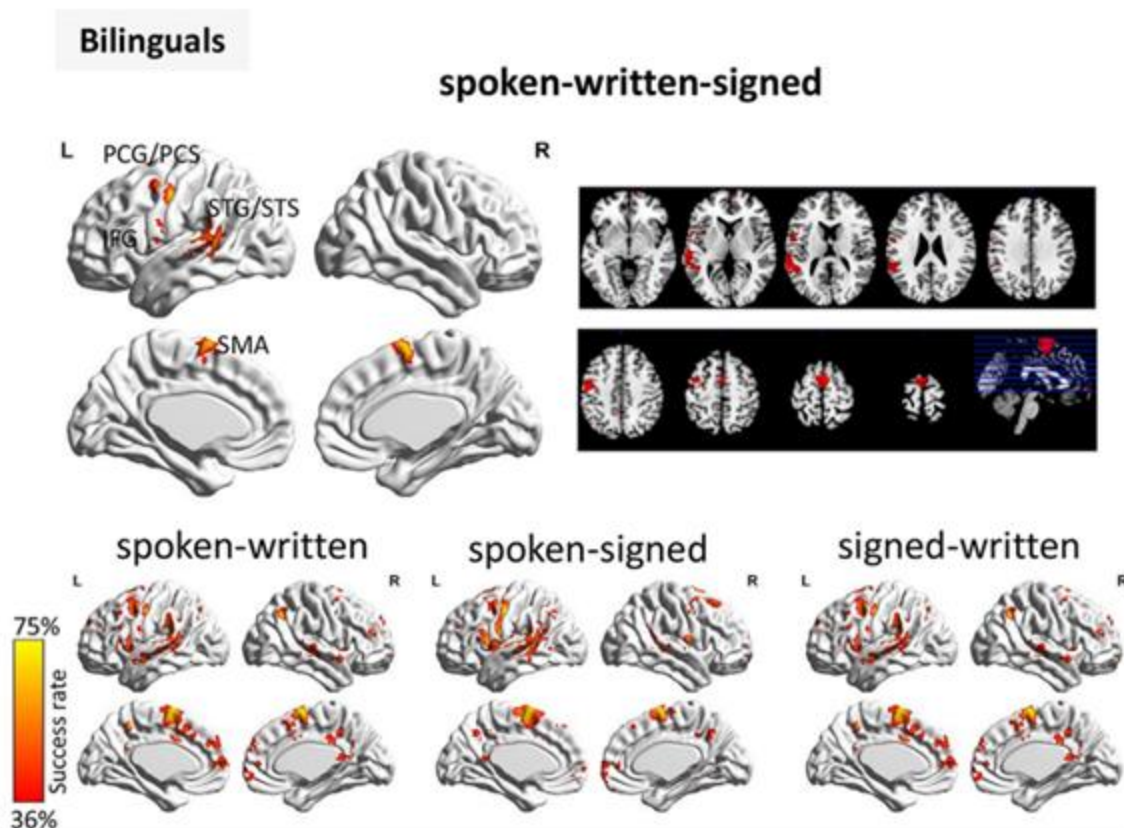 Bilinguals
spoken-written-signed
L
PCG/PCS
STG/STS
IFG
R
SMA
spoken-written
spoken-signed
signed-written
L
R
L
R
L
R
75%
Success rate
36%